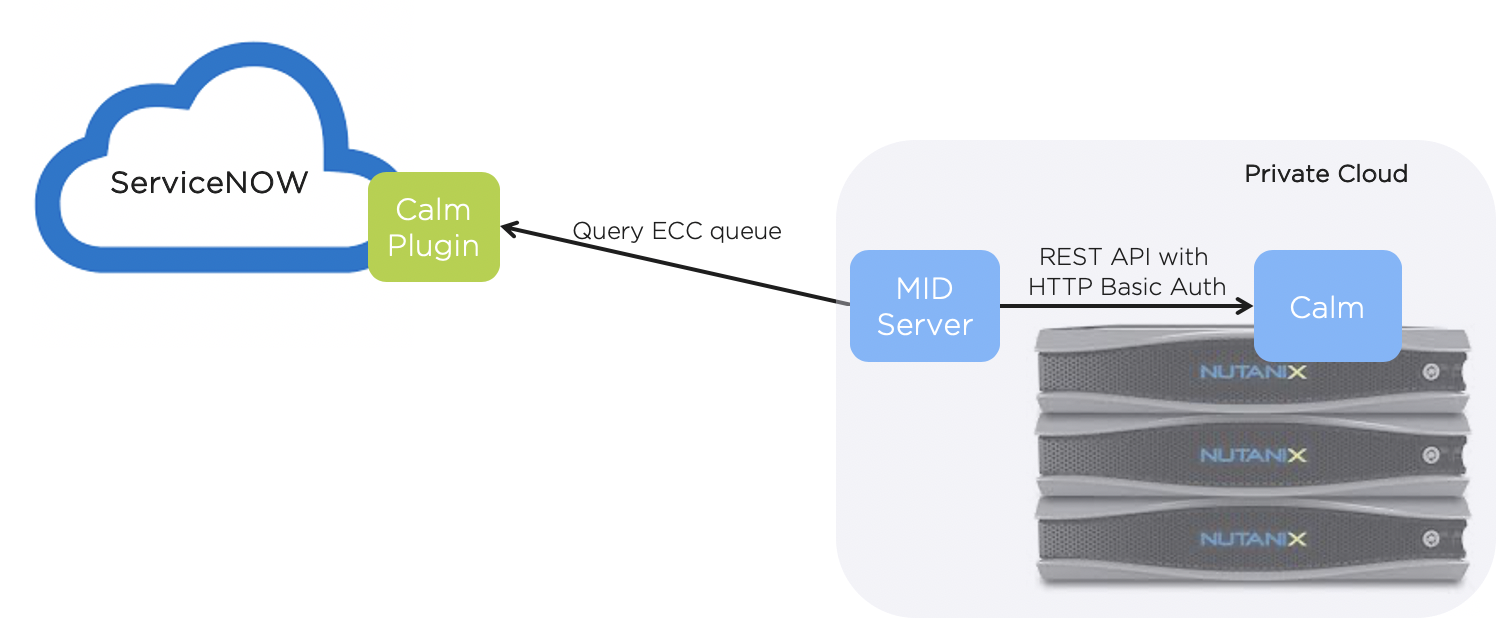 ServiceNOW
Calm
Plugin
Query ECC queue
Private Cloud
MID
Server
REST API with
HTTP Basic Auth
Calm
NUTANIX
NUTANIX
NUTANIX